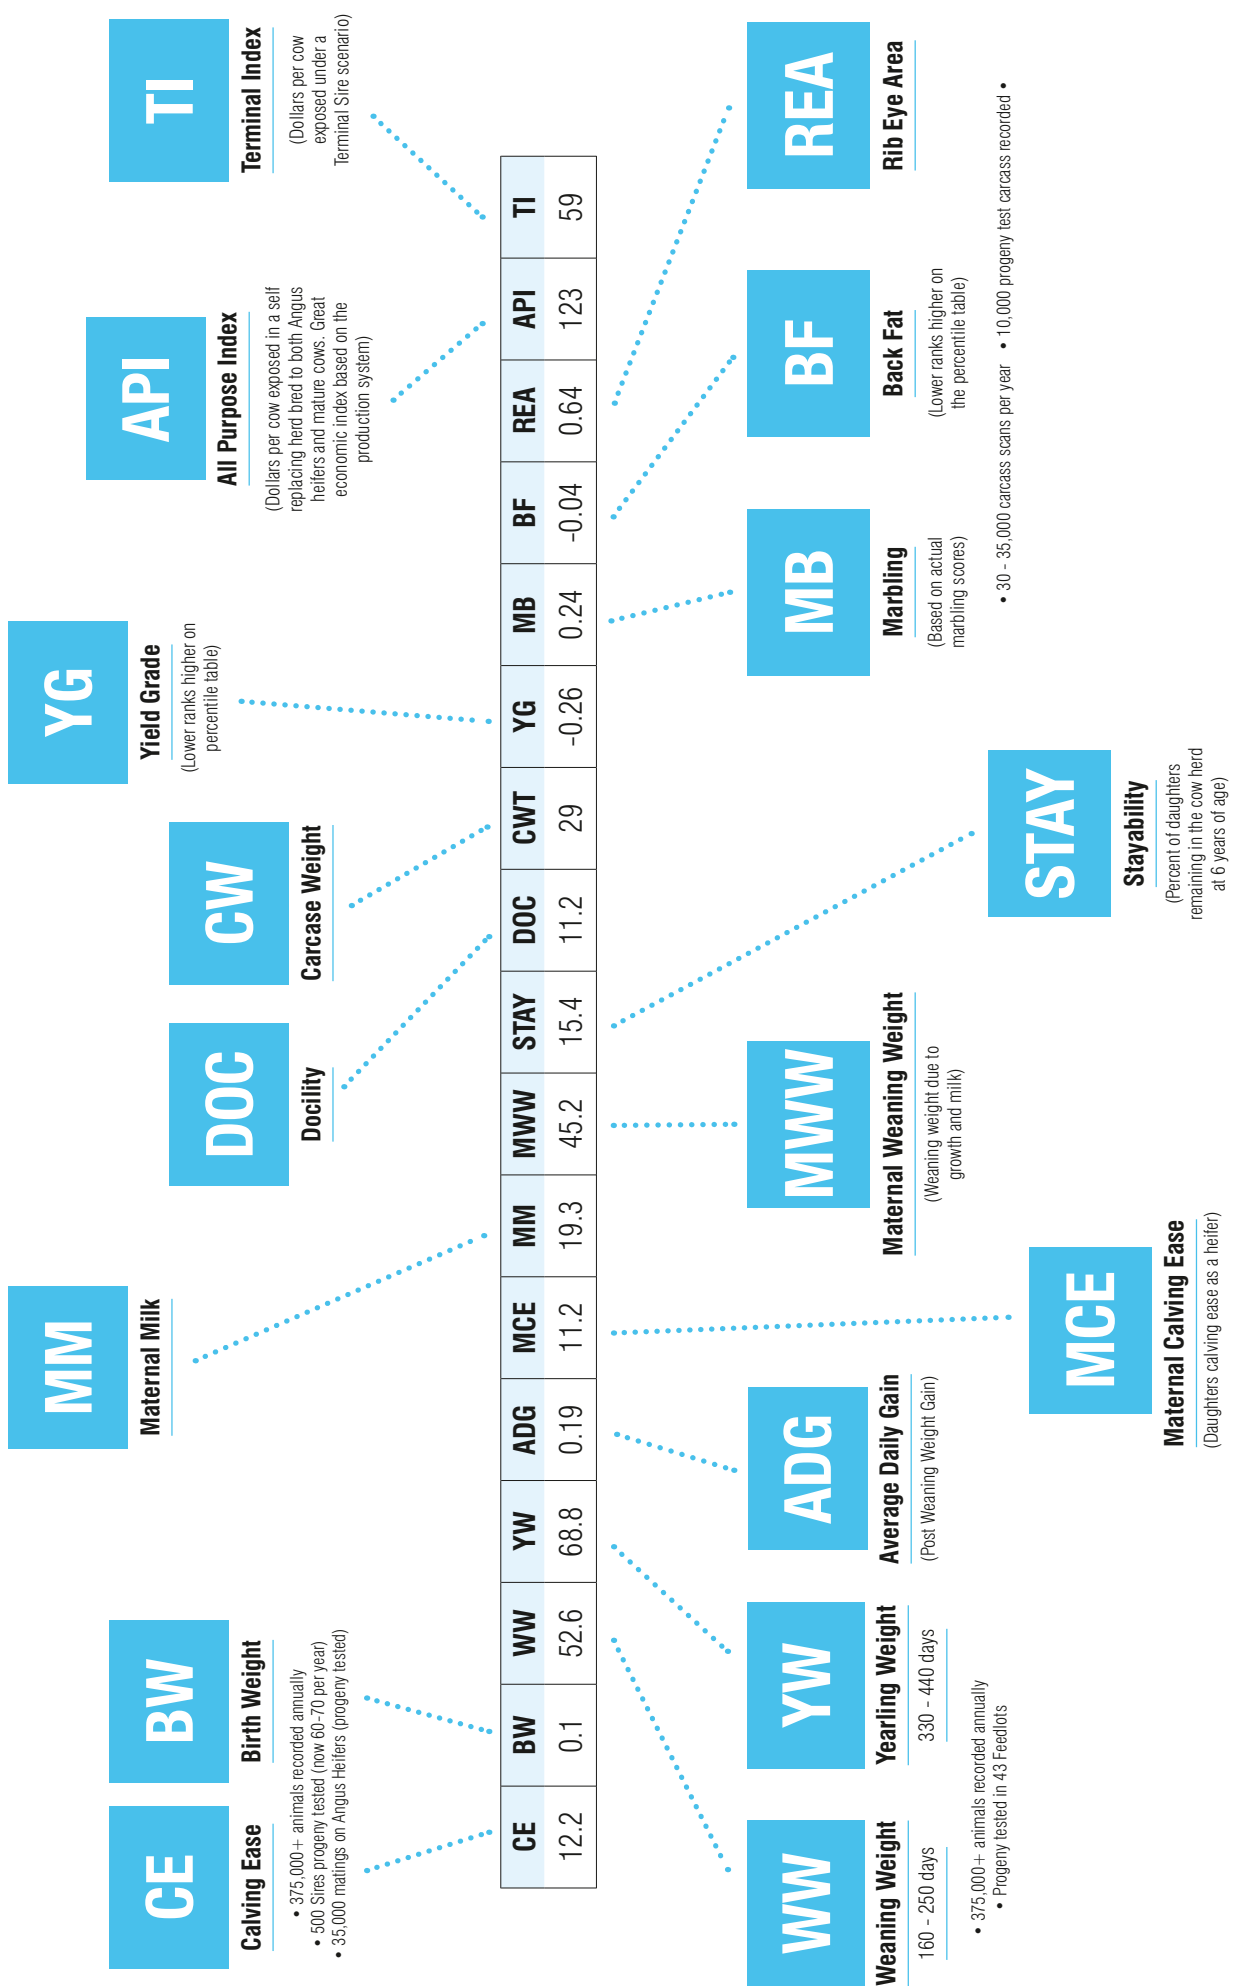 CE
Calving Ease
BW
Birth Weight
• 375,000+ animals recorded annually
• 500 Sires progeny tested (now 60-70 per year)
• 35,000 matings on Angus Heifers (progeny tested)
MM
Maternal Milk
DOC
Docility
CW
Carcase Weight
YG
Yield Grade
(Lower ranks higher on
percentile table)
API
All Purpose Index
(Dollars per cow exposed in a self
replacing herd bred to both Angus
heifers and mature cows. Great
economic index based on the
production system)
TI
Terminal Index
(Dollars per cow
exposed under a
Terminal Sire scenario)
CE BW WW YW ADG MCE MM MWW STAY DOC CWT YG MB BF REA API TI
12.2 0.1 52.6 68.8 0.19 11.2 19.3 45.2 15.4 11.2 29 -0.26 0.24 -0.04 0.64 123 59
WW
Weaning Weight
160 - 250 days
YW
Yearling Weight
330 - 440 days
• 375,000+ animals recorded annually
• Progeny tested in 43 Feedlots
ADG
Average Daily Gain
(Post Weaning Weight Gain)
MCE
Maternal Calving Ease
(Daughters calving ease as a heifer)
MWW
Maternal Weaning Weight
(Weaning weight due to
growth and milk)
STAY
Stayability
(Percent of daughters
remaining in the cow herd
at 6 years of age)
MB
Marbling
(Based on actual
marbling scores)
BF
Back Fat
(Lower ranks higher on
the percentile table)
REA
Rib Eye Area
• 30 - 35,000 carcass scans per year • 10,000 progeny test carcass recorded •